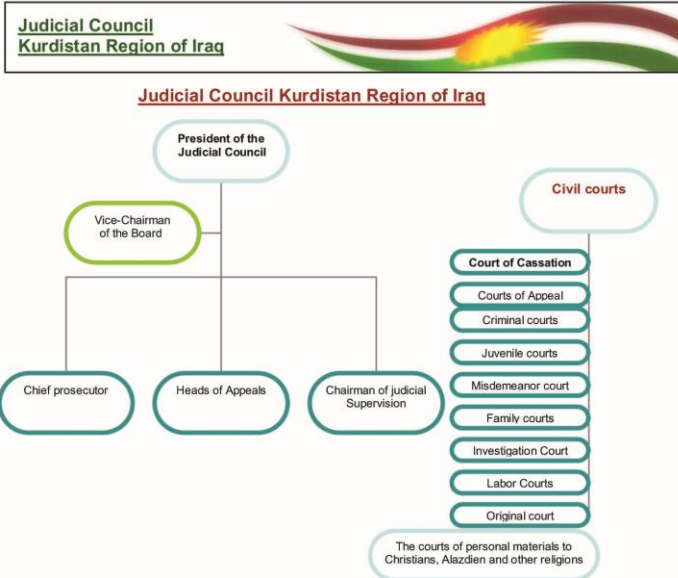 Judicial Council
Kurdistan Region of Iraq
Judicial Council Kurdistan Region of Iraq
President of the
Judicial Council
Vice-Chairman
of the Board
Chief prosecutor
Heads of Appeals
Chairman of judicial
Supervision
Civil courts
Court of Cassation
Courts of Appeal
Criminal courts
Juvenile courts
Misdemeanor court
Family courts
Investigation Court
Labor Courts
Original court
The courts of personal materials to
Christians, Alazdien and other religions